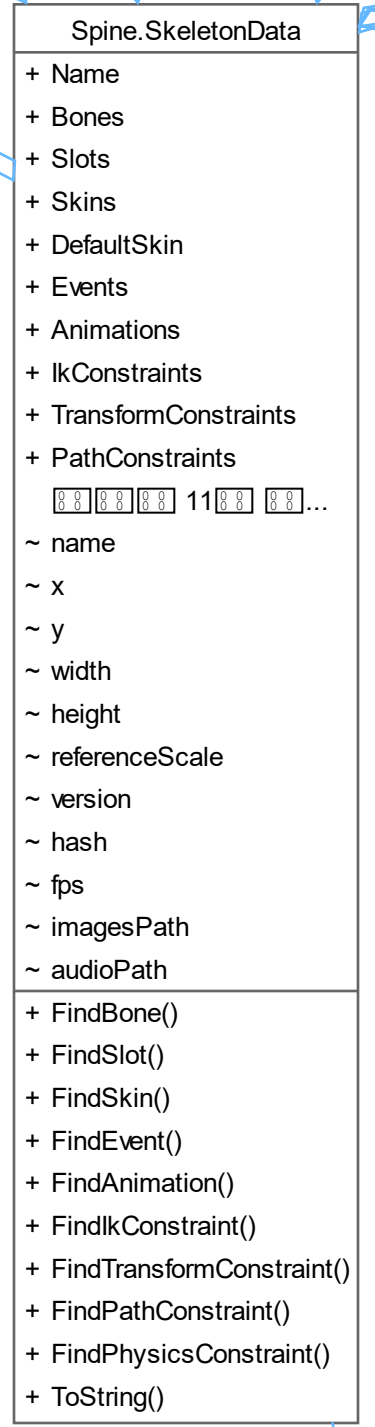 Spine.SkeletonData
+ Name
+ Bones
+ Slots
+ Skins
+ DefaultSkin
+ Events
+ Animations
+ IkConstraints
+ TransformConstraints
+ PathConstraints
11 ...
~ name
~ x
~ y
~ width
~ height
~ referenceScale
~ version
~ hash
~ fps
~ imagesPath
~ audioPath
+ FindBone()
+ FindSlot()
+ FindSkin()
+ FindEvent()
+ FindAnimation()
+ FindIkConstraint()
+ FindTransformConstraint()
+ FindPathConstraint()
+ FindPhysicsConstraint()
+ ToString()